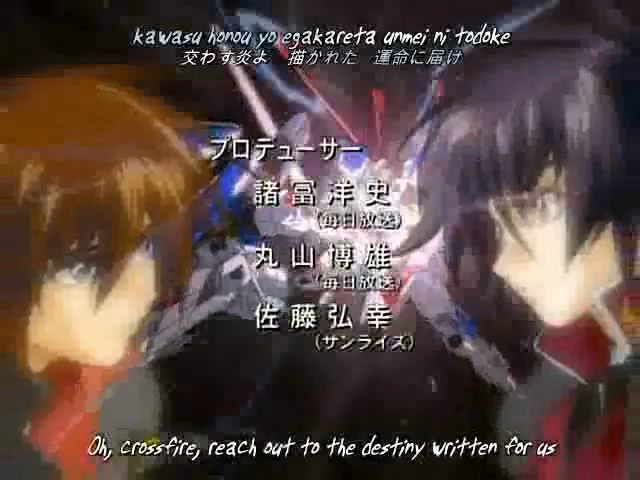 kawasu honou yo egakareta unmei ni todoke
交わす炎よ 描かれた 運命に届け
プロデューサー
諸冨洋史
(毎日放送)
丸山博雄
(毎日放送)
佐藤弘幸
(サンライズ)
Oh, crossfire, reach out to the destiny written for us